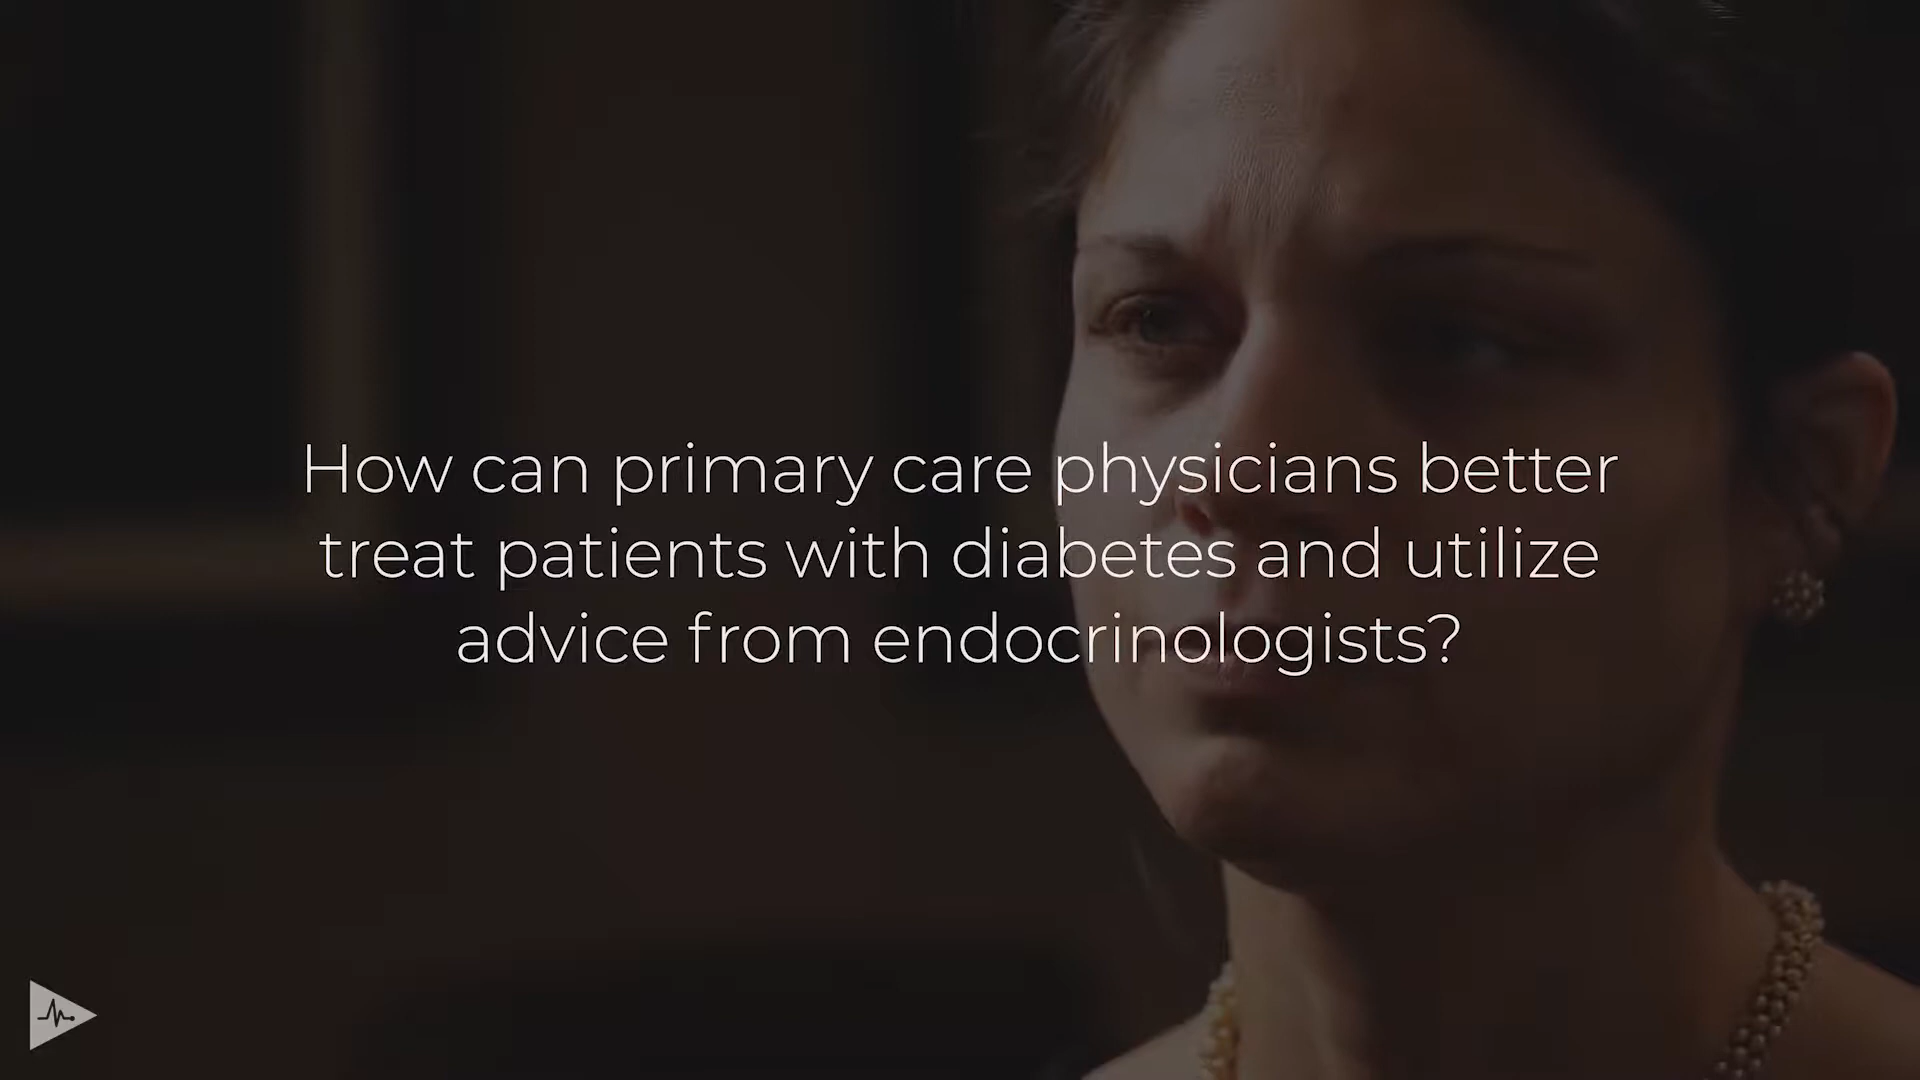 How can primary care physicians better
treat patients with diabetes and utilize
advice from endocrinologists?